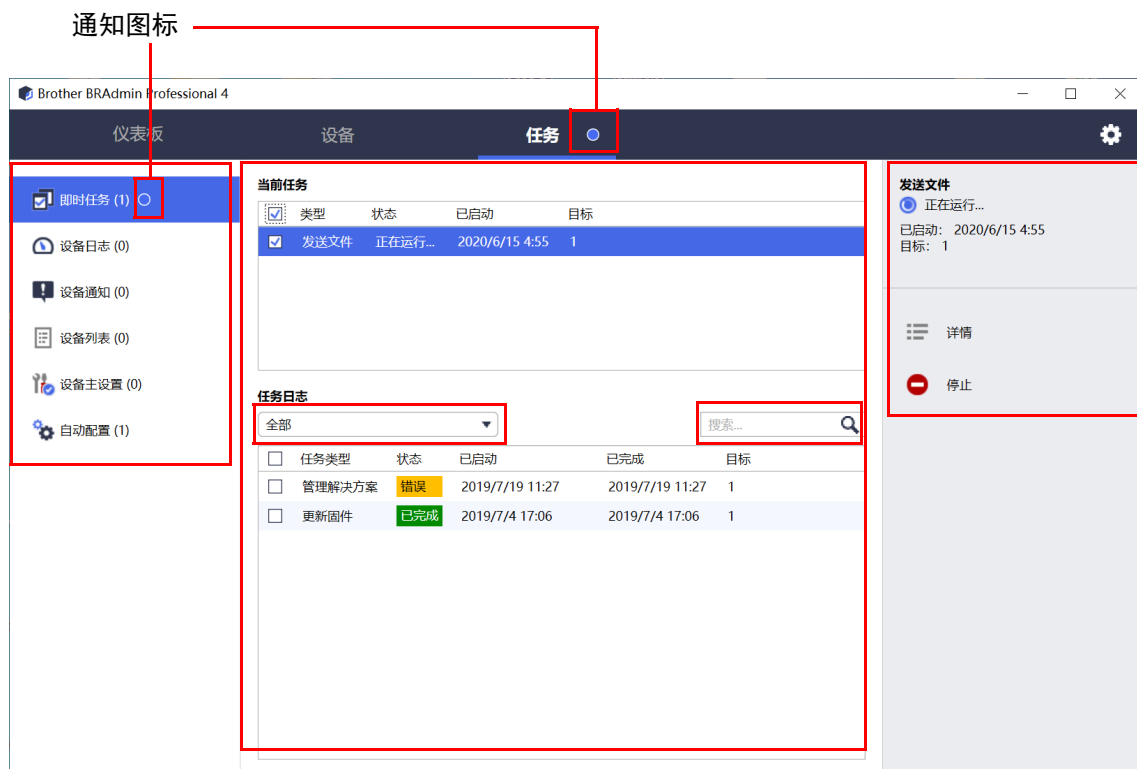 通知图标
Brother BRAdmin Professional 4
仪表板 设备 任务
即时任务 (1)
设备日志 (0)
设备通知 (0)
设备列表 (0)
设备主设置 (0)
自动配置 (1)
当前任务
类型 状态 已启动 目标
发送文件 正在运行... 2020/6/15 4:55 1
任务日志
全部
搜索...
任务类型 状态 已启动 已完成 目标
管理解决方案 错误 2019/7/19 11:27 2019/7/19 11:27 1
更新固件 已完成 2019/7/4 17:06 2019/7/4 17:06 1
发送文件
正在运行...
已启动: 2020/6/15 4:55
目标: 1
详情
停止